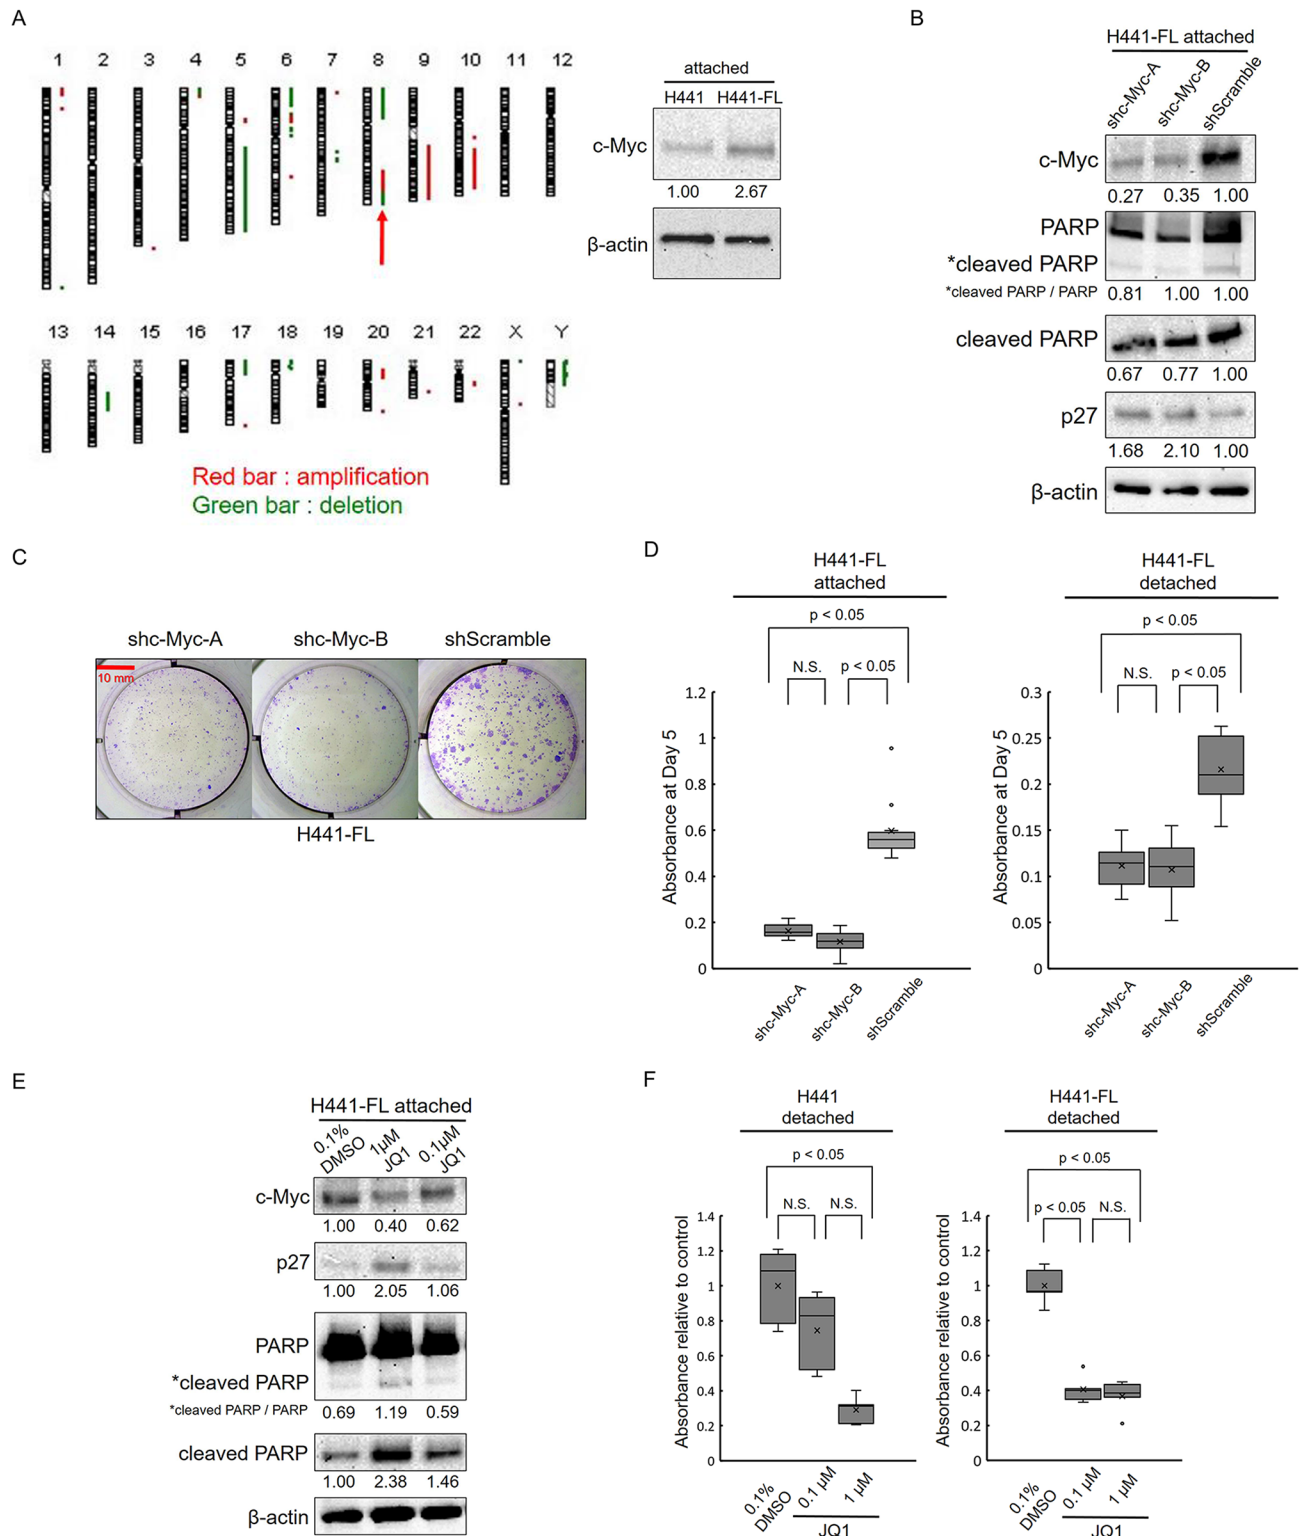 A
1 2 3 4 5 6 7 8 9 10 11 12
13 14 15 16 17 18 19 20 21 22 X Y
Red bar : amplification
Green bar : deletion
attached
H441 H441-FL
c-Myc
1.00 2.67
β-actin
B
H441-FL attached
shc-Myc-A shc-Myc-B shScramble
c-Myc
0.27 0.35 1.00
PARP
*cleaved PARP
*cleaved PARP / PARP 0.81 1.00 1.00
cleaved PARP
0.67 0.77 1.00
p27
1.68 2.10 1.00
β-actin
C
shc-Myc-A shc-Myc-B shScramble
10 mm
H441-FL
D
H441-FL
attached
p < 0.05
N.S. p < 0.05
Absorbance at Day 5
1.2
1
0.8
0.6
0.4
0.2
0
shc-Myc-A shc-Myc-B shScramble
H441-FL
detached
p < 0.05
N.S. p < 0.05
Absorbance at Day 5
0.3
0.25
0.2
0.15
0.1
0.05
0
shc-Myc-A shc-Myc-B shScramble
E
H441-FL attached
0.1% DMSO 1µM JQ1 0.1µM JQ1
c-Myc
1.00 0.40 0.62
p27
1.00 2.05 1.06
PARP
*cleaved PARP
*cleaved PARP / PARP 0.69 1.19 0.59
cleaved PARP
1.00 2.38 1.46
β-actin
F
H441
detached
p < 0.05
N.S. N.S.
Absorbance relative to control
1.4
1.2
1
0.8
0.6
0.4
0.2
0
0.1% DMSO 0.1 µM 1 µM
JQ1
H441-FL
detached
p < 0.05
p < 0.05 N.S.
Absorbance relative to control
1.4
1.2
1
0.8
0.6
0.4
0.2
0
0.1% DMSO 0.1 µM 1 µM
JQ1